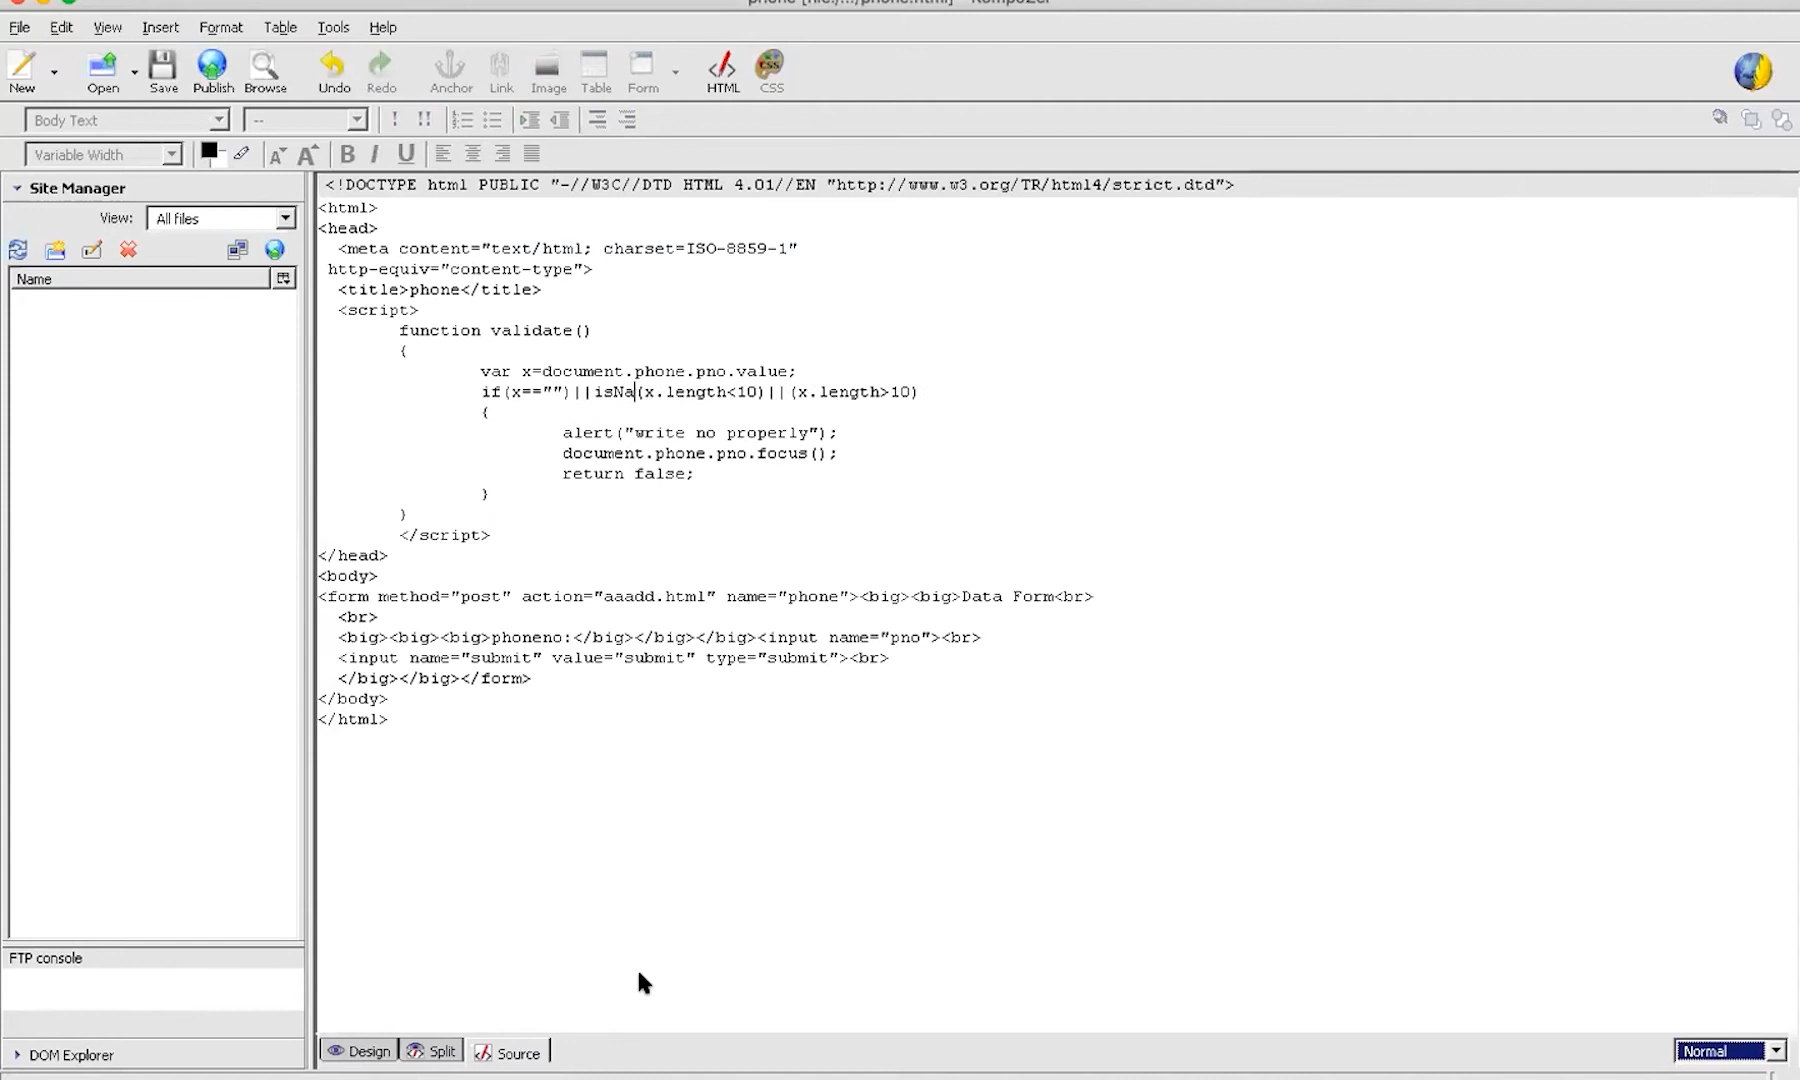 File Edit View Insert Format Table Tools Help
New Open Save Publish Browse Undo Redo Anchor Link Image Table Form HTML CSS
Body Text -- ! !!
Variable Width A A B I U
Site Manager
View: All files
Name
FTP console
DOM Explorer
<!DOCTYPE html PUBLIC "-//W3C//DTD HTML 4.01//EN "http://www.w3.org/TR/html4/strict.dtd">
<html>
<head>
<meta content="text/html; charset=ISO-8859-1"
http-equiv="content-type">
<title>phone</title>
<script>
function validate()
{
var x=document.phone.pno.value;
if(x=="")||isNa(x.length<10)||(x.length>10)
{
alert("write no properly");
document.phone.pno.focus();
return false;
}
}
</script>
</head>
<body>
<form method="post" action="aaadd.html" name="phone"><big><big>Data Form<br>
<br>
<big><big><big>phoneno:</big></big></big><input name="pno"><br>
<input name="submit" value="submit" type="submit"><br>
</big></big></form>
</body>
</html>
Design Split Source
Normal